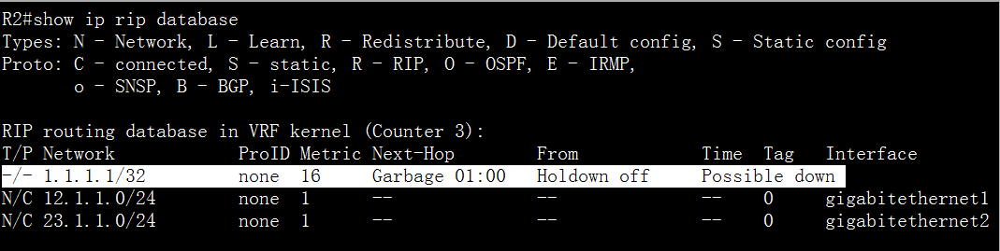 R2#show ip rip database
Types: N - Network, L - Learn, R - Redistribute, D - Default config, S - Static config
Proto: C - connected, S - static, R - RIP, O - OSPF, E - IRMP,
o - SNSP, B - BGP, i-ISIS
RIP routing database in VRF kernel (Counter 3):
T/P Network ProID Metric Next-Hop From Time Tag Interface
-/- 1.1.1.1/32 none 16 Garbage 01:00 Holdown off Possible down
N/C 12.1.1.0/24 none 1 -- -- -- 0 gigabitethernet1
N/C 23.1.1.0/24 none 1 -- -- -- 0 gigabitethernet2